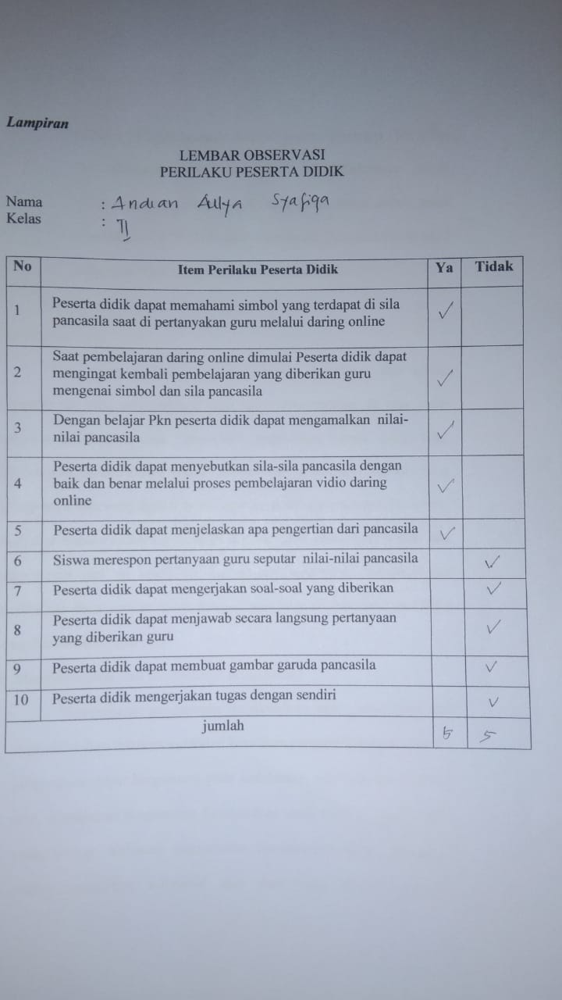 Lampiran
LEMBAR OBSERVASI
PERILAKU PESERTA DIDIK
Nama : Andian Aulya Syafiqa
Kelas : II
No Item Perilaku Peserta Didik Ya Tidak
1 Peserta didik dapat memahami simbol yang terdapat di sila
pancasila saat di pertanyakan guru melalui daring online ✓
2 Saat pembelajaran daring online dimulai Peserta didik dapat
mengingat kembali pembelajaran yang diberikan guru ✓
mengenai simbol dan sila pancasila
3 Dengan belajar Pkn peserta didik dapat mengamalkan nilai-
nilai pancasila ✓
4 Peserta didik dapat menyebutkan sila-sila pancasila dengan
baik dan benar melalui proses pembelajaran vidio daring ✓
online
5 Peserta didik dapat menjelaskan apa pengertian dari pancasila ✓
6 Siswa merespon pertanyaan guru seputar nilai-nilai pancasila ✓
7 Peserta didik dapat mengerjakan soal-soal yang diberikan ✓
8 Peserta didik dapat menjawab secara langsung pertanyaan ✓
yang diberikan guru
9 Peserta didik dapat membuat gambar garuda pancasila ✓
10 Peserta didik mengerjakan tugas dengan sendiri ✓
jumlah 5 5